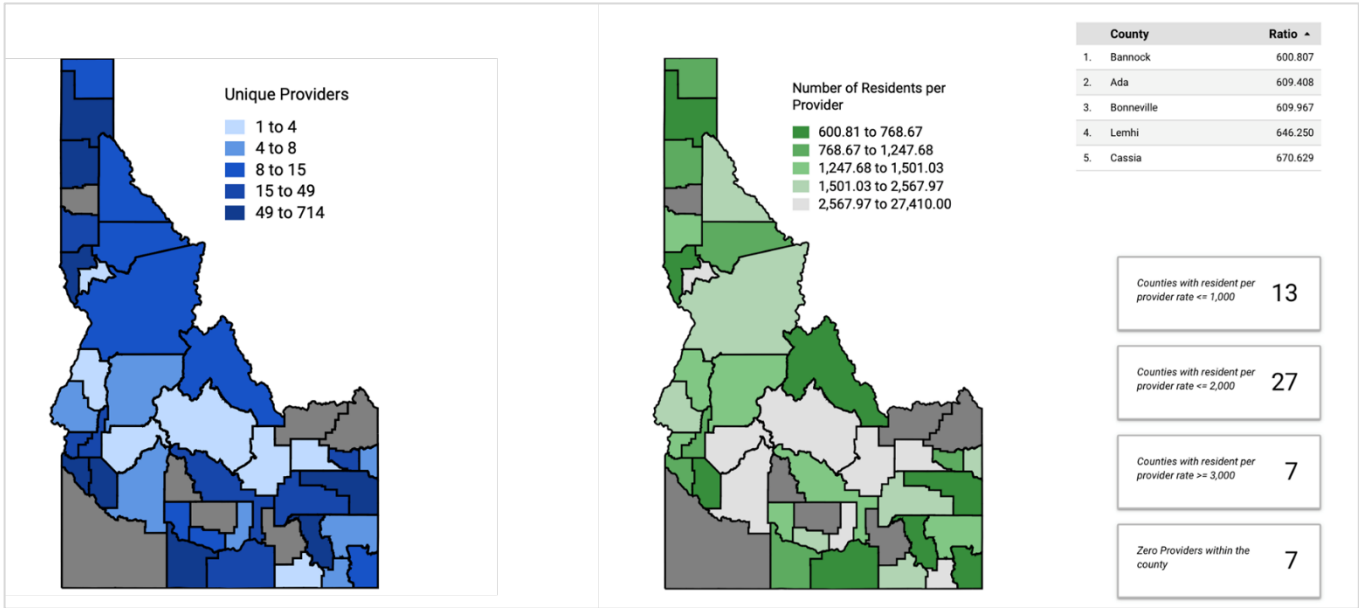 Unique Providers
1 to 4
4 to 8
8 to 15
15 to 49
49 to 714
Number of Residents per
Provider
600.81 to 768.67
768.67 to 1,247.68
1,247.68 to 1,501.03
1,501.03 to 2,567.97
2,567.97 to 27,410.00
County Ratio
1. Bannock 600.807
2. Ada 609.408
3. Bonneville 609.967
4. Lemhi 646.250
5. Cassia 670.629
Counties with resident per
provider rate <= 1,000
13
Counties with resident per
provider rate <= 2,000
27
Counties with resident per
provider rate >= 3,000
7
Zero Providers within the
county
7